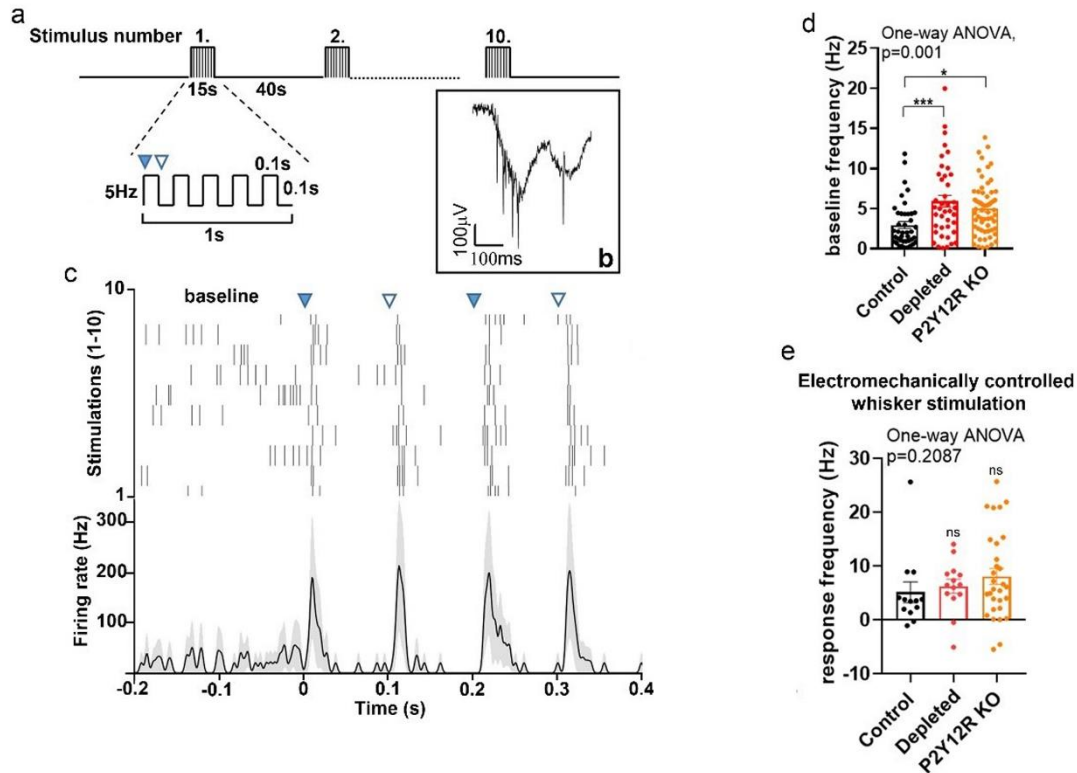 a
Stimulus number 1. 2. 10.
15s 40s
0.1s
5Hz 0.1s
1s
100μV
100ms
b
c
baseline
10
Stimulations (1-10)
1
300
200
100
Firing rate (Hz)
-0.2 -0.1 0 0.1 0.2 0.3 0.4
Time (s)
d
One-way ANOVA,
p=0.001
25
20
15
10
5
0
baseline frequency (Hz)
*
***
Control Depleted P2Y12R KO
e
Electromechanically controlled
whisker stimulation
One-way ANOVA
p=0.2087
30
20
10
0
-10
response frequency (Hz)
ns
ns
Control Depleted P2Y12R KO